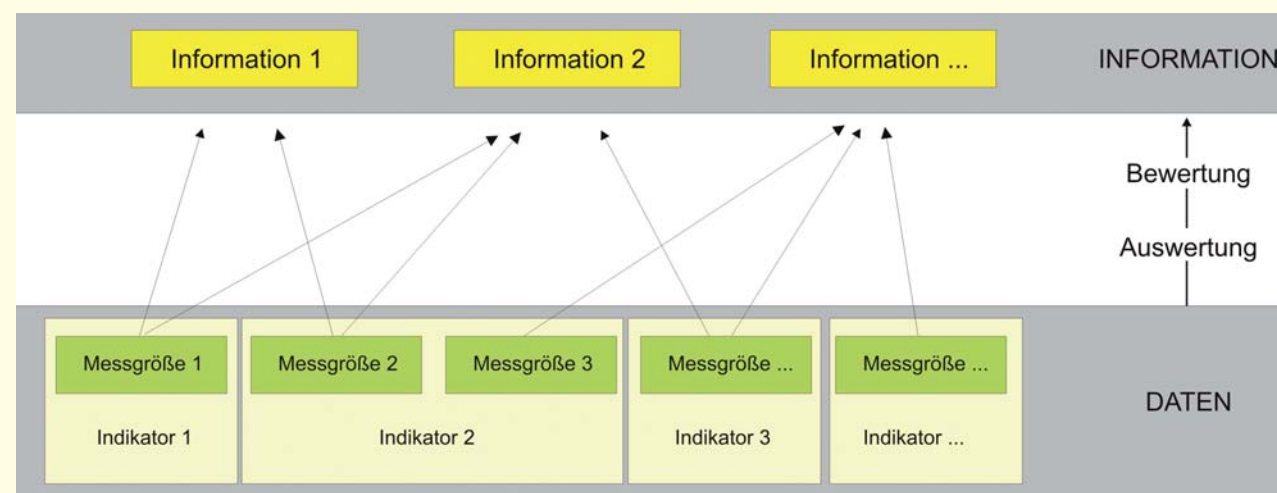 Information 1
Information 2
Information ...
INFORMATION
Bewertung
Auswertung
Messgröße 1
Messgröße 2
Messgröße 3
Messgröße ...
Messgröße ...
DATEN
Indikator 1
Indikator 2
Indikator 3
Indikator ...